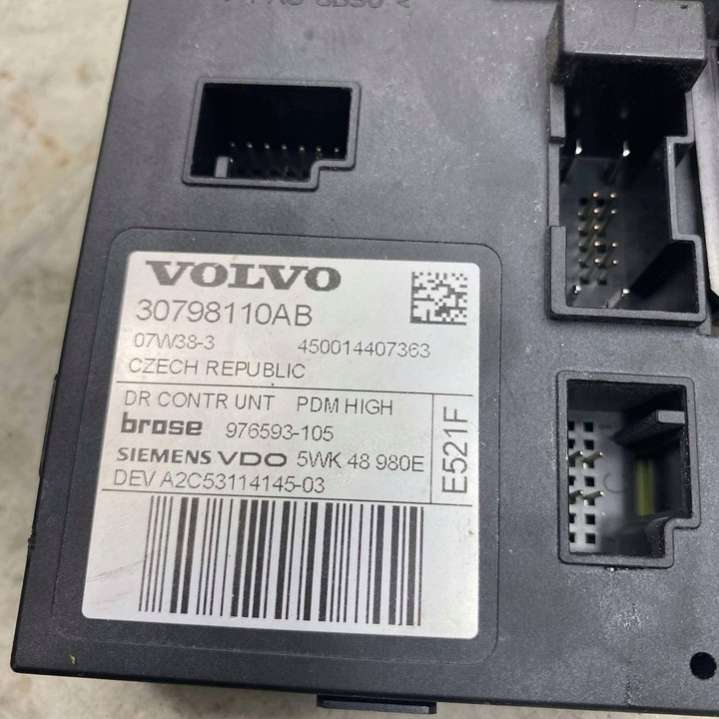 VOLVO
30798110AB
07W38-3 450014407363
CZECH REPUBLIC
DR CONTR UNT PDM HIGH
brose 976593-105
SIEMENS VDO 5WK 48 980E
DEV A2C53114145-03
E521F